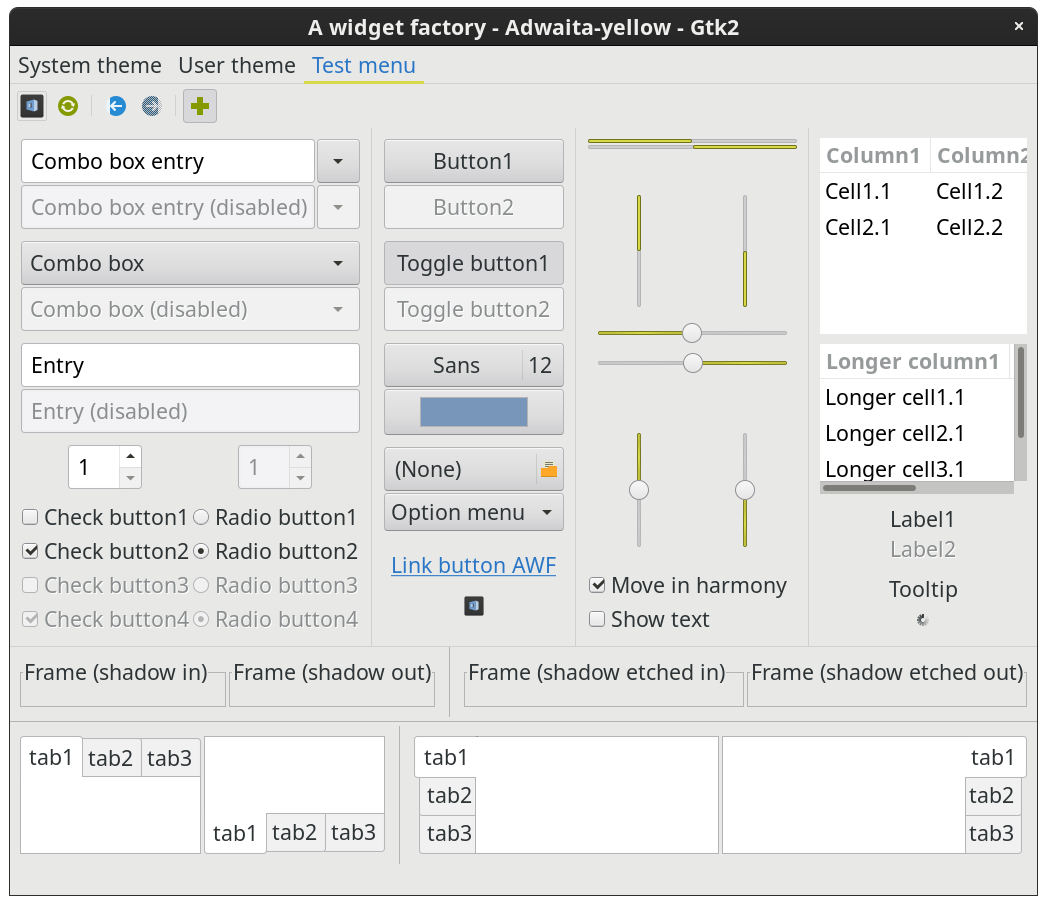 A widget factory - Adwaita-yellow - Gtk2
System theme User theme Test menu
Combo box entry
Combo box entry (disabled)
Combo box
Combo box (disabled)
Entry
Entry (disabled)
1 1
Check button1 Radio button1
Check button2 Radio button2
Check button3 Radio button3
Check button4 Radio button4
Button1
Button2
Toggle button1
Toggle button2
Sans 12
(None)
Option menu
Link button AWF
Move in harmony
Show text
Column1 Column2
Cell1.1 Cell1.2
Cell2.1 Cell2.2
Longer column1
Longer cell1.1
Longer cell2.1
Longer cell3.1
Label1
Label2
Tooltip
Frame (shadow in) Frame (shadow out) Frame (shadow etched in) Frame (shadow etched out)
tab1 tab2 tab3
tab1 tab2 tab3
tab1
tab2
tab3
tab1
tab2
tab3